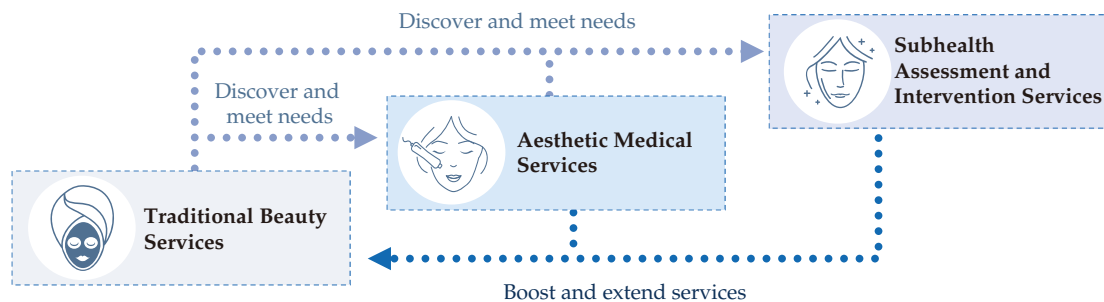 Discover and meet needs
Subhealth
Assessment and
Intervention Services
Discover and
meet needs
Aesthetic Medical
Services
Traditional Beauty
Services
Boost and extend services